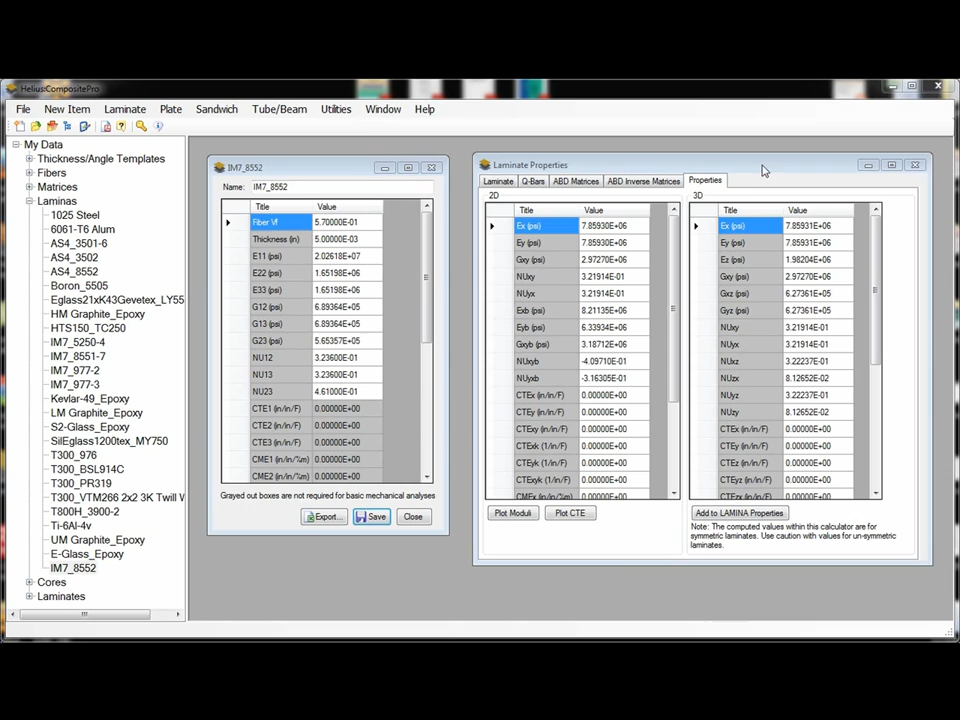 Helius:CompositePro
File New Item Laminate Plate Sandwich Tube/Beam Utilities Window Help
My Data
Thickness/Angle Templates
Fibers
Matrices
Laminas
1025 Steel
6061-T6 Alum
AS4_3501-6
AS4_3502
AS4_8552
Boron_5505
Eglass21xK43Gevetex_LY55
HM Graphite_Epoxy
HTS150_TC250
IM7_5250-4
IM7_8551-7
IM7_977-2
IM7_977-3
Kevlar-49_Epoxy
LM Graphite_Epoxy
S2-Glass_Epoxy
SilEglass1200tex_MY750
T300_976
T300_BSL914C
T300_PR319
T300_VTM266 2x2 3K Twill W
T800H_3900-2
Ti-6Al-4v
UM Graphite_Epoxy
E-Glass_Epoxy
IM7_8552
Cores
Laminates
IM7_8552
Name: IM7_8552
Title Value
Fiber Vf 5.70000E-01
Thickness (in) 5.00000E-03
E11 (psi) 2.02618E+07
E22 (psi) 1.65198E+06
E33 (psi) 1.65198E+06
G12 (psi) 6.89364E+05
G13 (psi) 6.89364E+05
G23 (psi) 5.65357E+05
NU12 3.23600E-01
NU13 3.23600E-01
NU23 4.61000E-01
CTE1 (in/in/F) 0.00000E+00
CTE2 (in/in/F) 0.00000E+00
CTE3 (in/in/F) 0.00000E+00
CME1 (in/in/%m) 0.00000E+00
CME2 (in/in/%m) 0.00000E+00
Grayed out boxes are not required for basic mechanical analyses
Export... Save Close
Laminate Properties
Laminate Q-Bars ABD Matrices ABD Inverse Matrices Properties
2D
Title Value
Ex (psi) 7.85930E+06
Ey (psi) 7.85930E+06
Gxy (psi) 2.97270E+06
NUxy 3.21914E-01
NUyx 3.21914E-01
Exb (psi) 8.21135E+06
Eyb (psi) 6.33934E+06
Gxyb (psi) 3.18712E+06
NUxyb -4.09710E-01
NUyxb -3.16305E-01
CTEx (in/in/F) 0.00000E+00
CTEy (in/in/F) 0.00000E+00
CTExy (in/in/F) 0.00000E+00
CTExk (1/in/F) 0.00000E+00
CTEyk (1/in/F) 0.00000E+00
CTExyk (1/in/F) 0.00000E+00
CMEx (in/in/%m) 0.00000E+00
Plot Moduli Plot CTE
3D
Title Value
Ex (psi) 7.85931E+06
Ey (psi) 7.85931E+06
Ez (psi) 1.98204E+06
Gxy (psi) 2.97270E+06
Gxz (psi) 6.27361E+05
Gyz (psi) 6.27361E+05
NUxy 3.21914E-01
NUyx 3.21914E-01
NUxz 3.22237E-01
NUzx 8.12652E-02
NUyz 3.22237E-01
NUzy 8.12652E-02
CTEx (in/in/F) 0.00000E+00
CTEy (in/in/F) 0.00000E+00
CTEz (in/in/F) 0.00000E+00
CTEyz (in/in/F) 0.00000E+00
CTEzx (in/in/F) 0.00000E+00
Add to LAMINA Properties
Note: The computed values within this calculator are for
symmetric laminates. Use caution with values for un-symmetric
laminates.